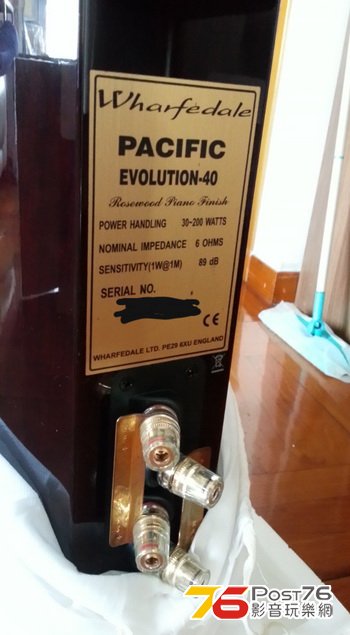 Wharfedale
PACIFIC
EVOLUTION-40
Rosewood Piano Finish
POWER HANDLING 30~200 WATTS
NOMINAL IMPEDANCE 6 OHMS
SENSITIVITY(1W@1M) 89 dB
SERIAL NO.
CE
WHARFEDALE LTD. PE29 6XU ENGLAND
76 POST76
影音玩樂網